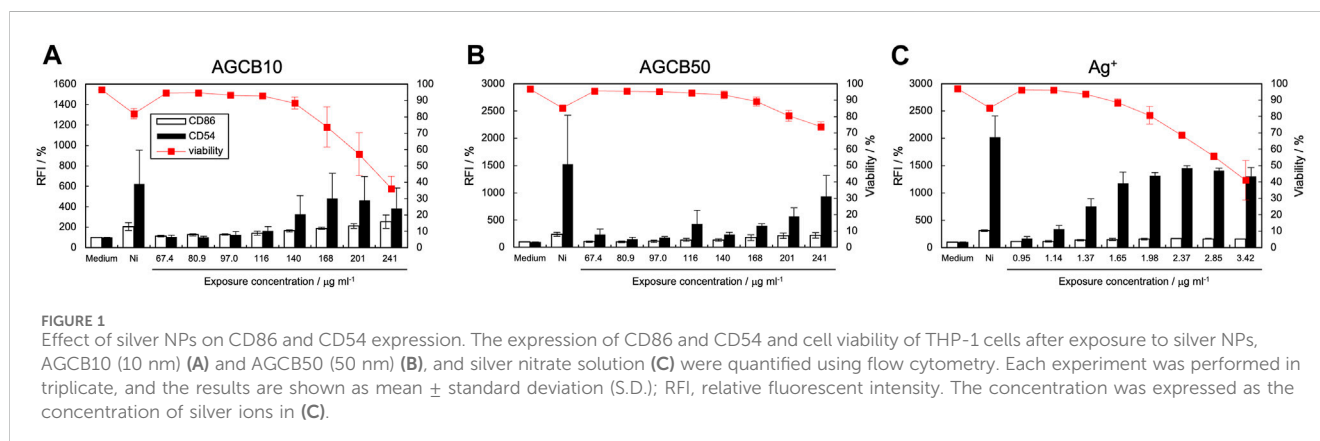 A
AGCB10
1600
1400
1200
1000
800
600
400
200
0
RFI / %
100
90
80
70
60
50
40
30
20
10
0
Viability / %
CD86
CD54
viability
Medium Ni 67.4 80.9 97.0 116 140 168 201 241
Exposure concentration / μg ml-1
B
AGCB50
3000
2500
2000
1500
1000
500
0
RFI / %
100
90
80
70
60
50
40
30
20
10
0
Viability / %
Medium Ni 67.4 80.9 97.0 116 140 168 201 241
Exposure concentration / μg ml-1
C
Ag+
3000
2500
2000
1500
1000
500
0
RFI / %
100
90
80
70
60
50
40
30
20
10
0
Viability / %
Medium Ni 0.95 1.14 1.37 1.65 1.98 2.37 2.85 3.42
Exposure concentration / μg ml-1
FIGURE 1
Effect of silver NPs on CD86 and CD54 expression. The expression of CD86 and CD54 and cell viability of THP-1 cells after exposure to silver NPs,
AGCB10 (10 nm) (A) and AGCB50 (50 nm) (B), and silver nitrate solution (C) were quantified using flow cytometry. Each experiment was performed in
triplicate, and the results are shown as mean ± standard deviation (S.D.); RFI, relative fluorescent intensity. The concentration was expressed as the
concentration of silver ions in (C).